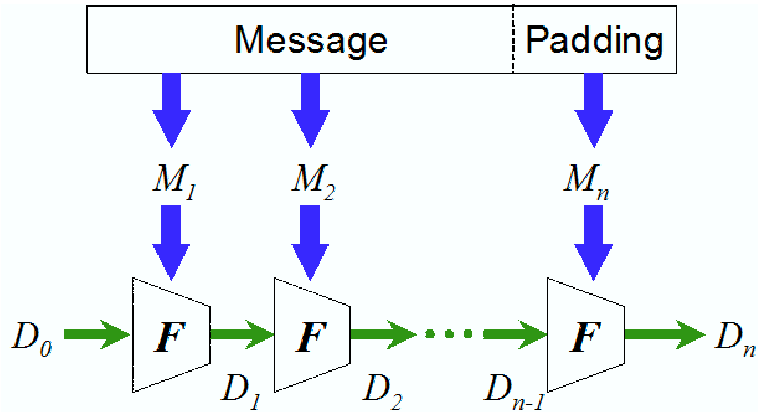 Message Padding
M1 M2 Mn
F F F
D0 Dn
D1 D2 Dn-1